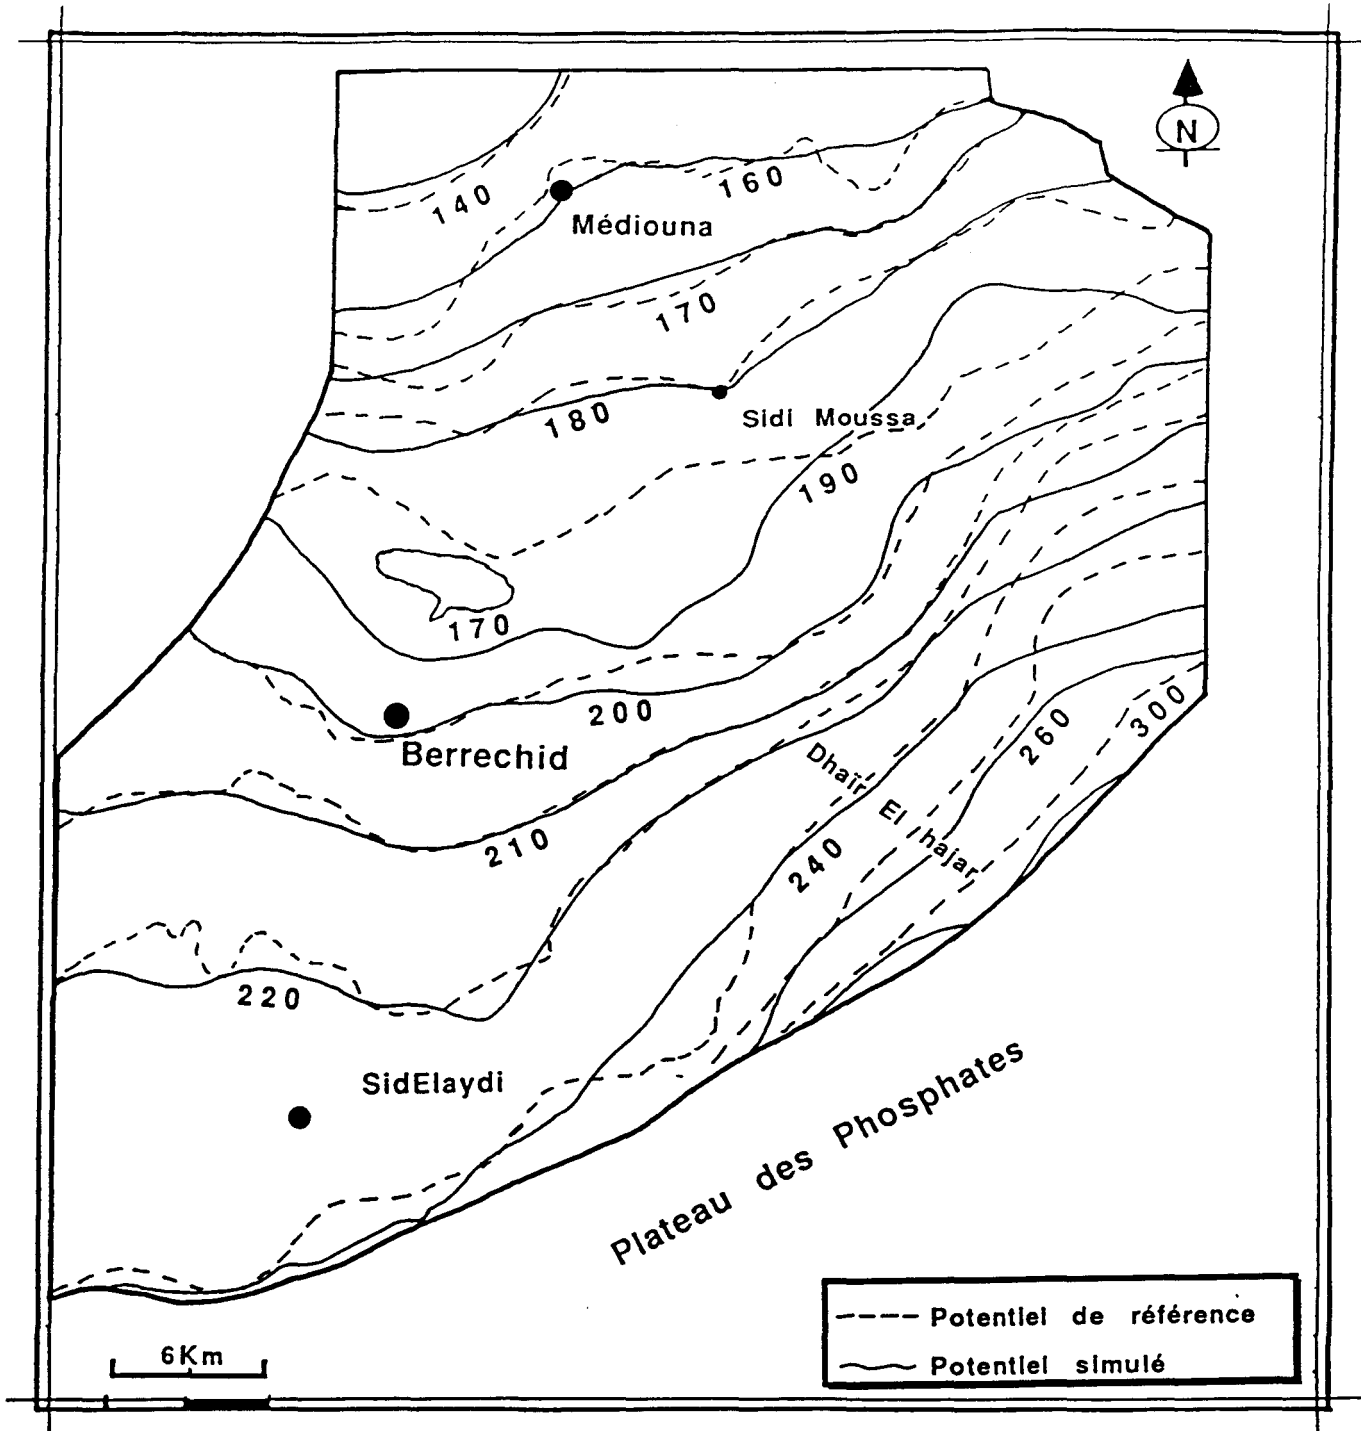 N
140
160
Médiouna
170
180
Sidi Moussa
190
170
200
Berrechid
300
260
Dhaïr El hajar
210
240
220
SidElaydi
Plateau des Phosphates
Potentiel de référence
Potentiel simulé
6Km